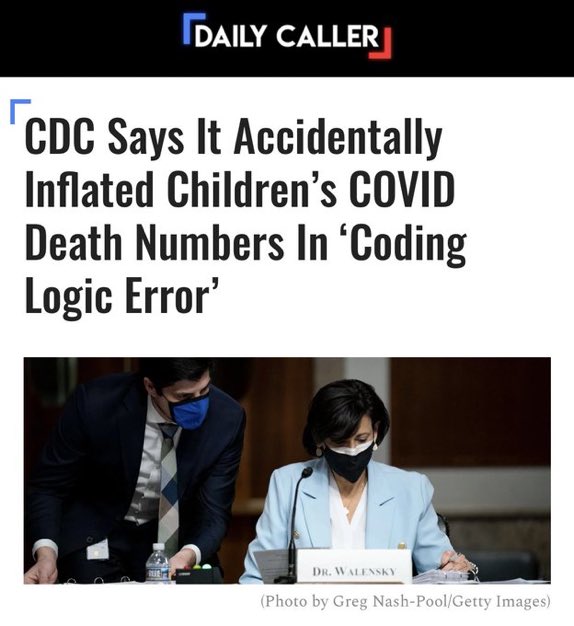 DAILY CALLER
CDC Says It Accidentally
Inflated Children’s COVID
Death Numbers In ‘Coding
Logic Error’
DR. WALENSKY
(Photo by Greg Nash-Pool/Getty Images)